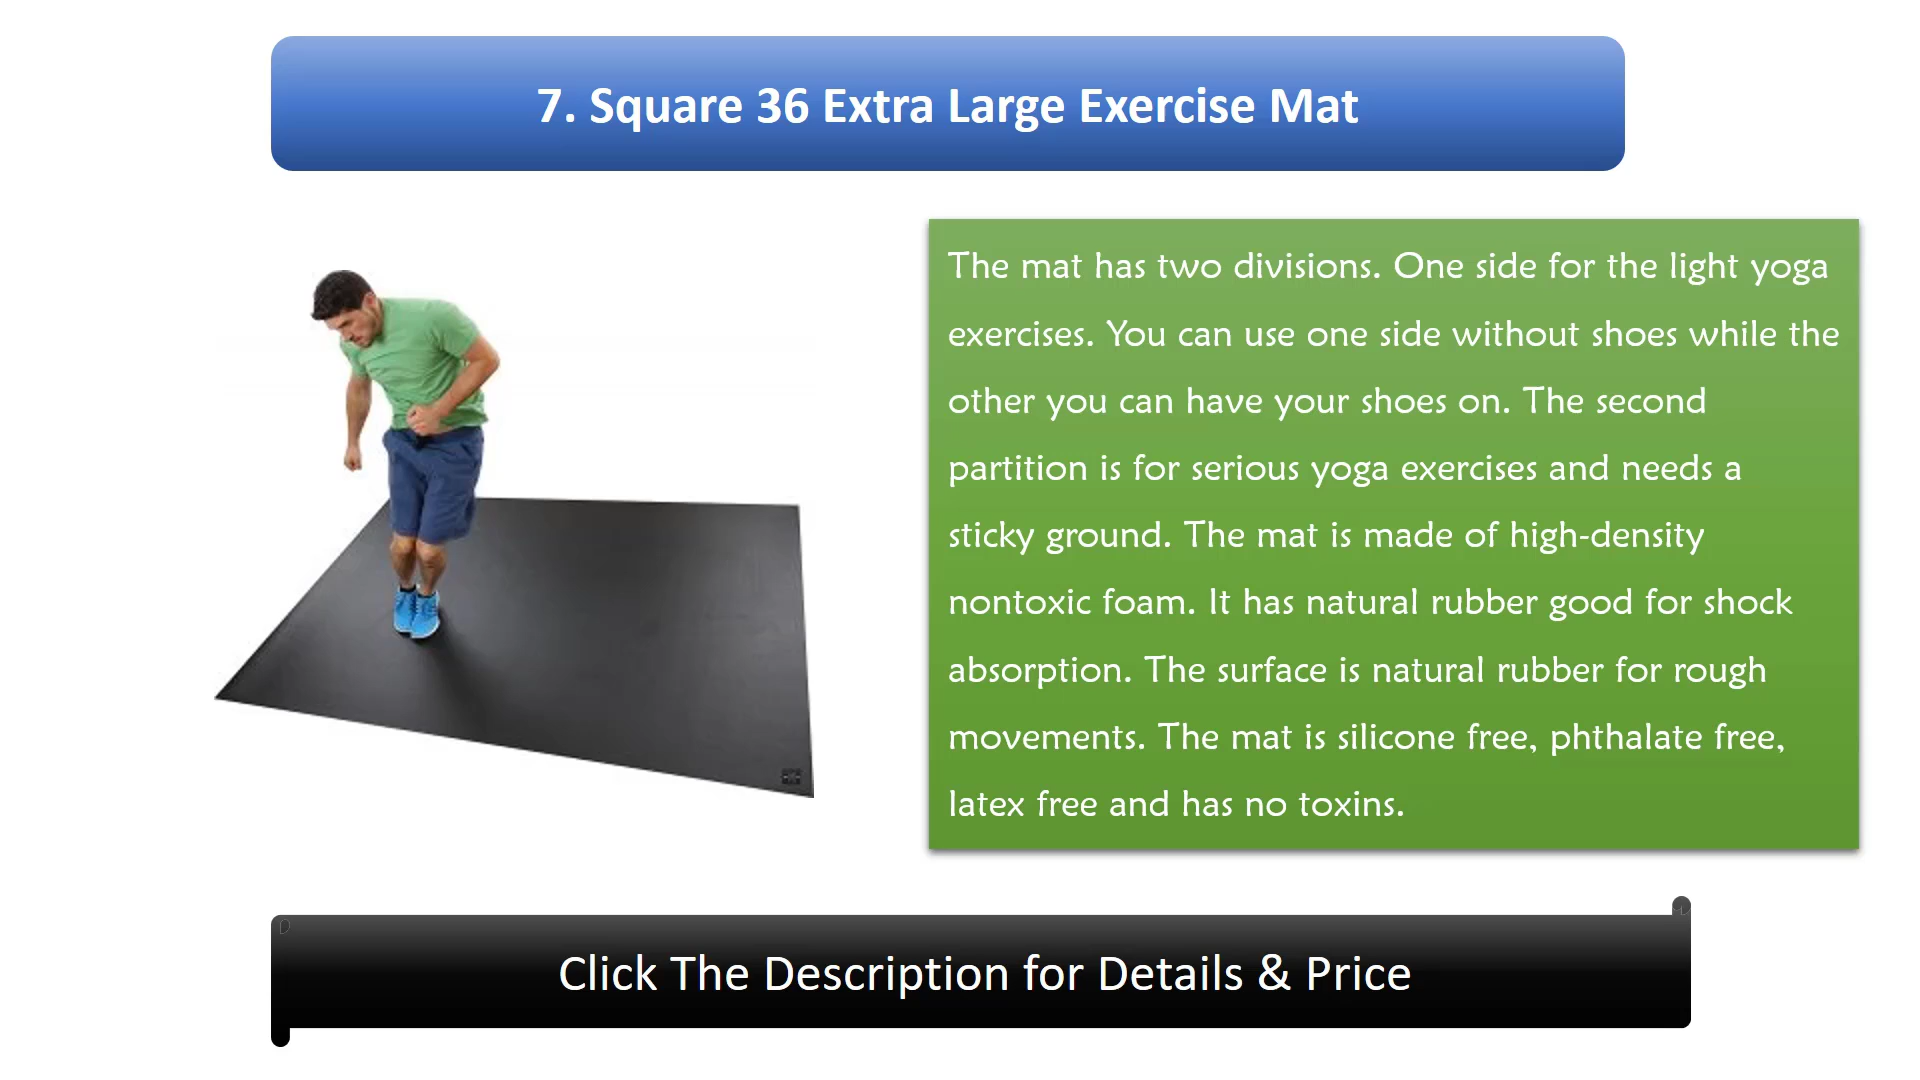 7. Square 36 Extra Large Exercise Mat
The mat has two divisions. One side for the light yoga
exercises. You can use one side without shoes while the
other you can have your shoes on. The second
partition is for serious yoga exercises and needs a
sticky ground. The mat is made of high-density
nontoxic foam. It has natural rubber good for shock
absorption. The surface is natural rubber for rough
movements. The mat is silicone free, phthalate free,
latex free and has no toxins.
Click The Description for Details & Price